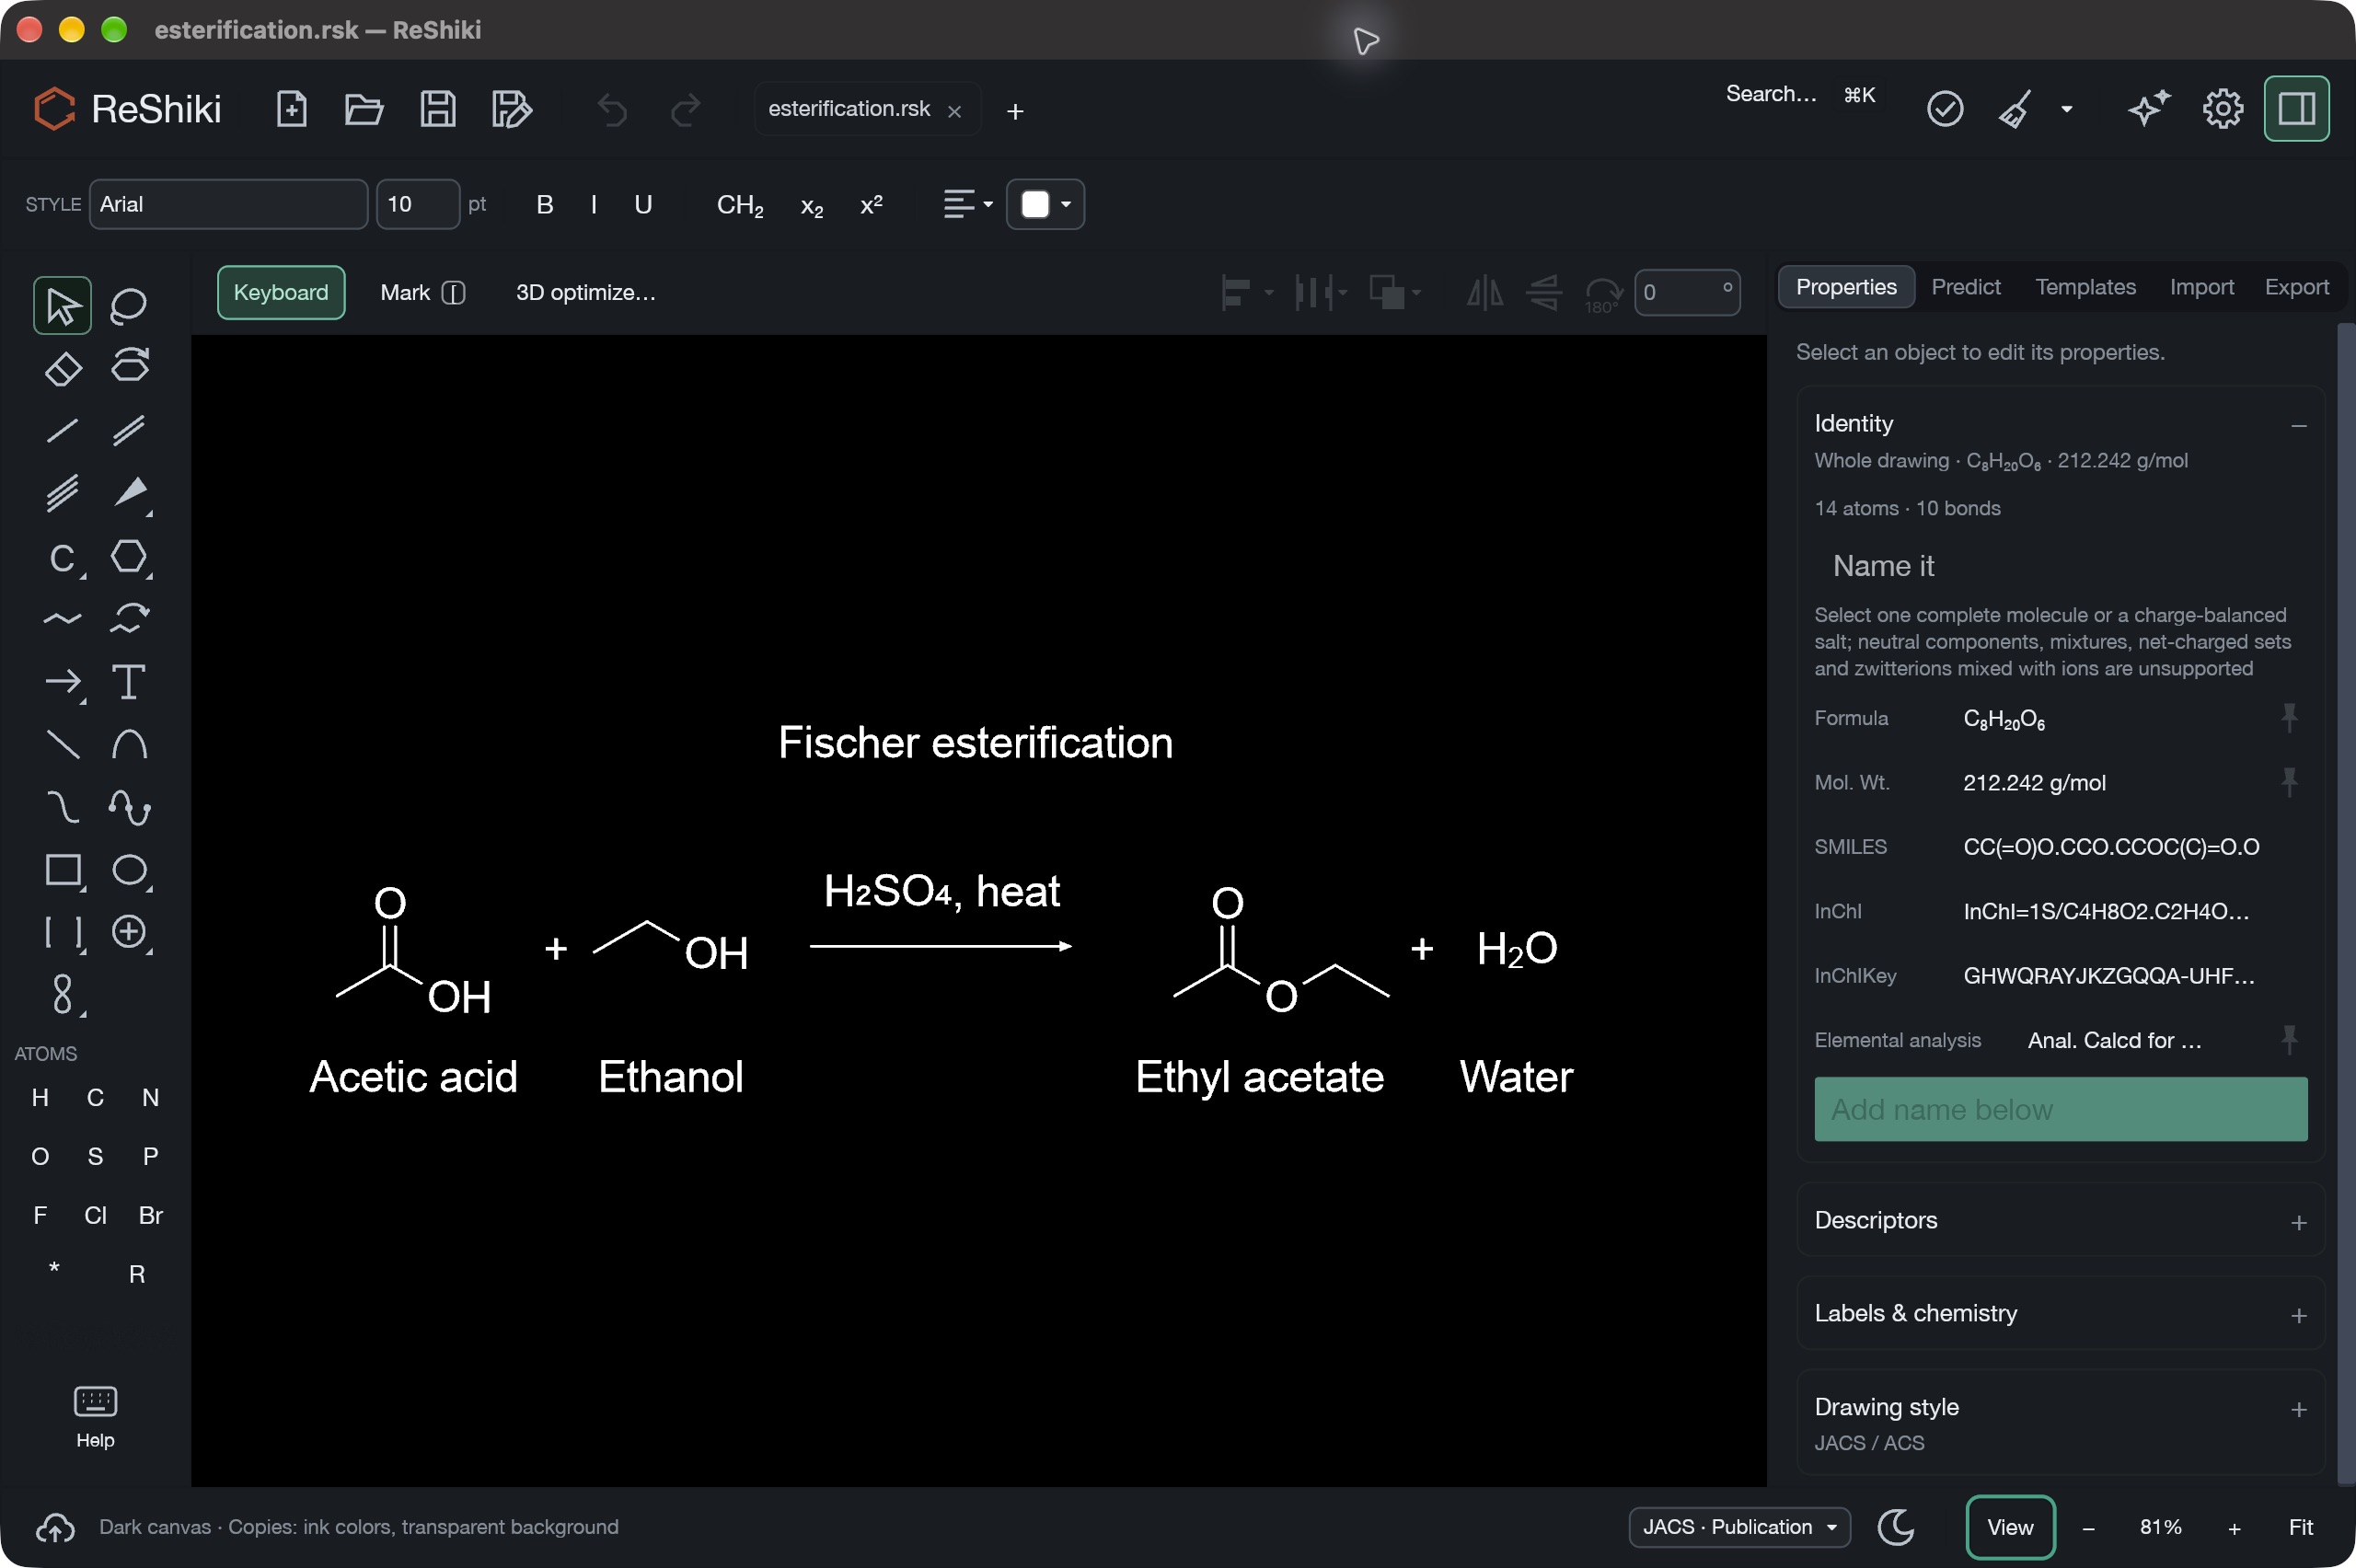 esterification.rsk — ReShiki
ReShiki
esterification.rsk × +
Search... ⌘K
STYLE Arial 10 pt B I U CH₂ x₂ x²
Keyboard Mark 3D optimize... 180° 0 °
Properties Predict Templates Import Export
Select an object to edit its properties.
Identity −
Whole drawing · C₈H₂₀O₆ · 212.242 g/mol
14 atoms · 10 bonds
Name it
Select one complete molecule or a charge-balanced
salt; neutral components, mixtures, net-charged sets
and zwitterions mixed with ions are unsupported
Formula C₈H₂₀O₆
Mol. Wt. 212.242 g/mol
SMILES CC(=O)O.CCO.CCOC(C)=O.O
InChI InChI=1S/C4H8O2.C2H4O...
InChIKey GHWQRAYJKZGQQA-UHF...
Elemental analysis Anal. Calcd for ...
Add name below
Descriptors +
Labels & chemistry +
Drawing style +
JACS / ACS
C
T
[ ]
ATOMS
H C N
O S P
F Cl Br
* R
Help
Fischer esterification
H₂SO₄, heat
O O
+ OH + H₂O
OH O
Acetic acid Ethanol Ethyl acetate Water
Dark canvas · Copies: ink colors, transparent background
JACS · Publication View − 81% + Fit